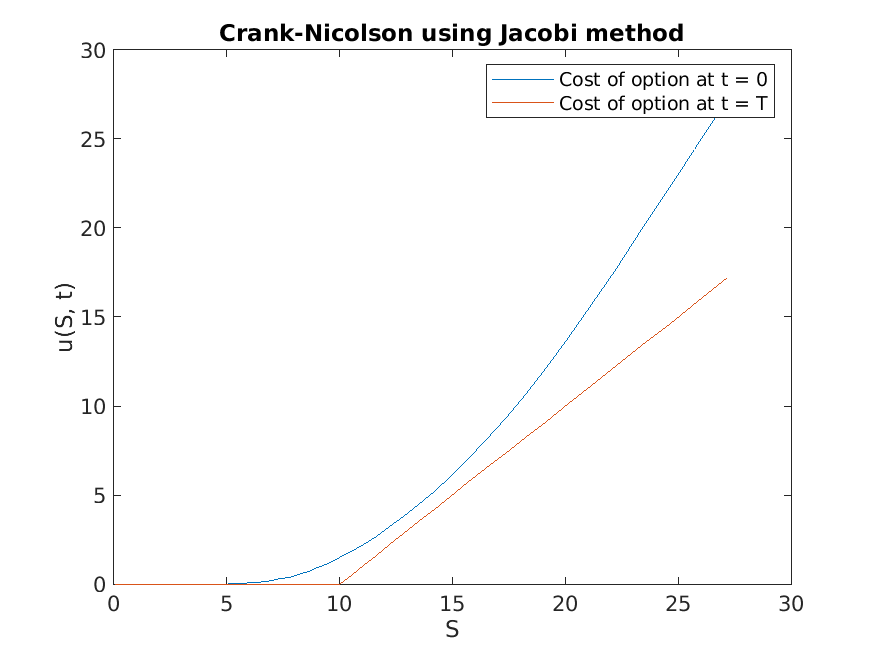 Crank-Nicolson using Jacobi method
Cost of option at t = 0
Cost of option at t = T
30
25
20
15
10
5
0
u(S, t)
0 5 10 15 20 25 30
S